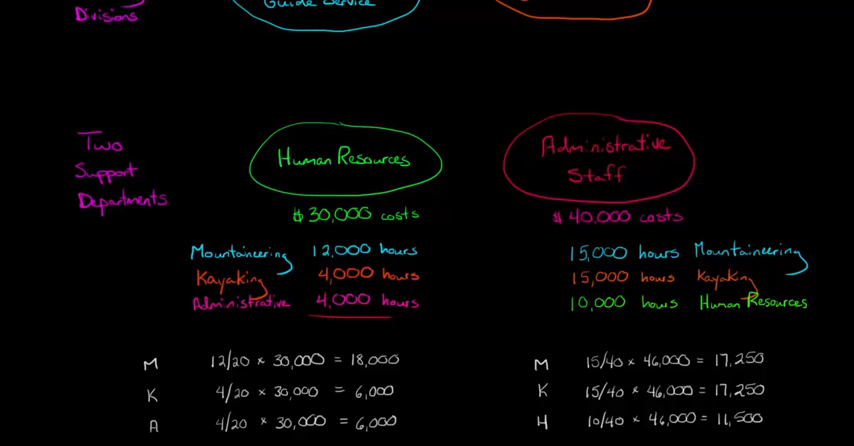 Divisions
Guide Service
Two
Support
Departments
Human Resources
Administrative
Staff
$30,000 costs
$40,000 costs
Mountaineering 12,000 hours
Kayaking 4,000 hours
Administrative 4,000 hours
15,000 hours Mountaineering
15,000 hours Kayaking
10,000 hours Human Resources
M 12/20 × 30,000 = 18,000
K 4/20 × 30,000 = 6,000
A 4/20 × 30,000 = 6,000
M 15/40 × 46,000 = 17,250
K 15/40 × 46,000 = 17,250
H 10/40 × 46,000 = 11,500